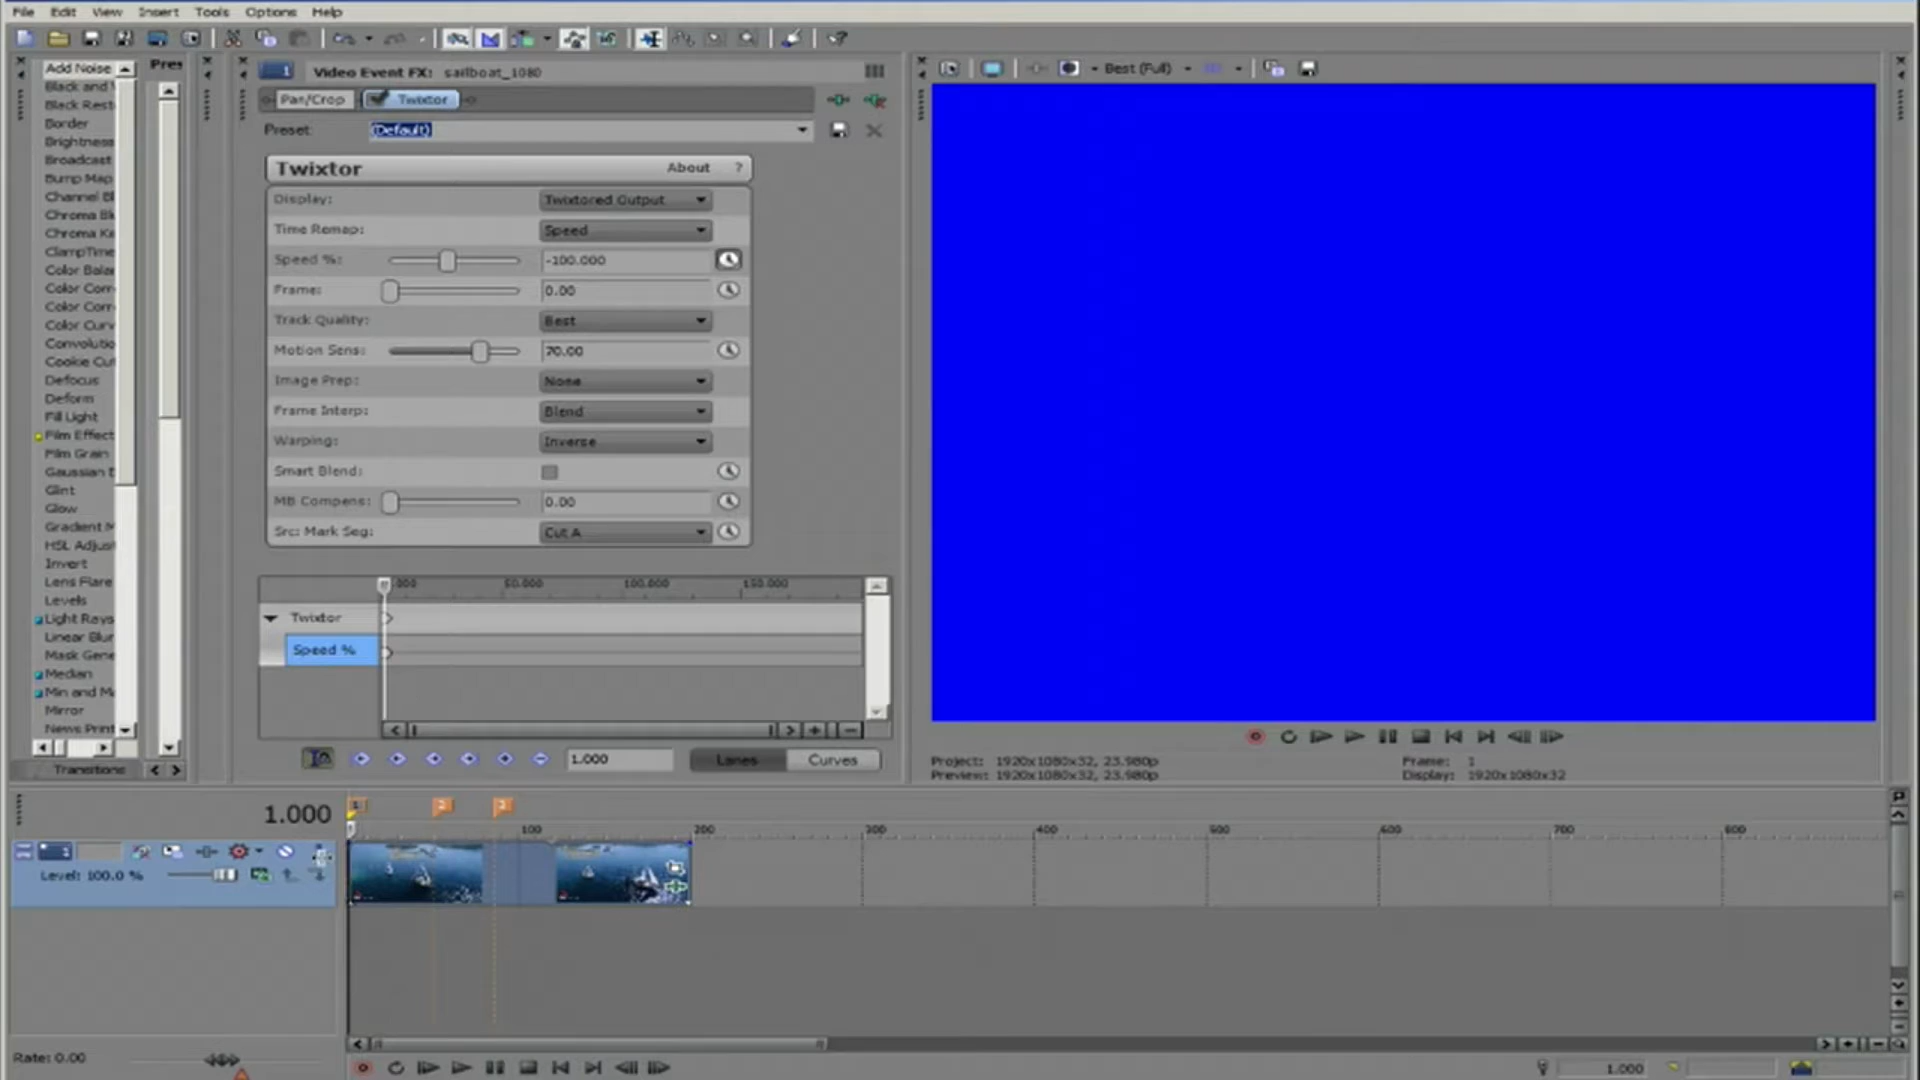 File Edit View Insert Tools Options Help
Add Noise
Black and
Black Rest
Border
Brightness
Broadcast
Bump Map
Channel Bl
Chroma Bl
Chroma Ke
ClampTime
Color Bala
Color Corr
Color Corr
Color Curv
Convolutio
Cookie Cut
Defocus
Deform
Fill Light
Film Effect
Film Grain
Gaussian B
Glint
Glow
Gradient M
HSL Adjus
Invert
Lens Flare
Levels
Light Rays
Linear Blur
Mask Gene
Median
Min and M
Mirror
News Print
Transitions
Pres
1 Video Event FX: sailboat_1080
Pan/Crop Twixtor
Preset: (Default)
Twixtor About ?
Display: Twixtored Output
Time Remap: Speed
Speed %: -100.000
Frame: 0.00
Track Quality: Best
Motion Sens: 70.00
Image Prep: None
Frame Interp: Blend
Warping: Inverse
Smart Blend:
MB Compens: 0.00
Src: Mark Seg: Cut A
.000 50.000 100.000 150.000
Twixtor
Speed %
1.000 Lanes Curves
Best (Full)
Project: 1920x1080x32, 23.980p Frame: 1
Preview: 1920x1080x32, 23.980p Display: 1920x1080x32
1.000
1 2 3
100 200 300 400 500 600 700 800
1
Level: 100.0 %
Rate: 0.00
1.000